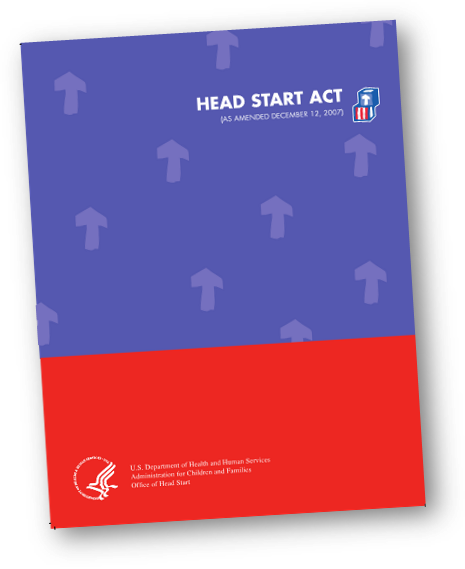 HEAD START ACT
(AS AMENDED DECEMBER 12, 2007)
U.S. Department of Health and Human Services
Administration for Children and Families
Office of Head Start